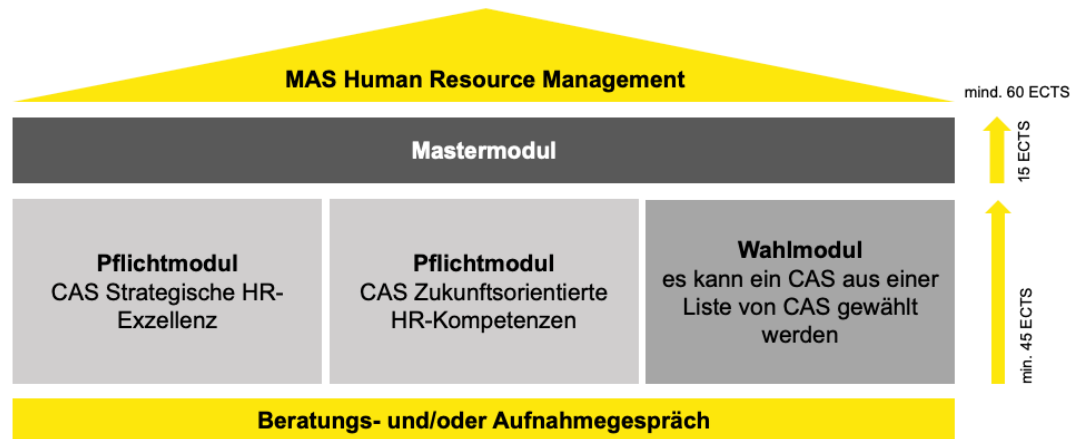 MAS Human Resource Management
mind. 60 ECTS
Mastermodul
15 ECTS
Pflichtmodul
CAS Strategische HR-
Exzellenz
Pflichtmodul
CAS Zukunftsorientierte
HR-Kompetenzen
Wahlmodul
es kann ein CAS aus einer
Liste von CAS gewählt
werden
min. 45 ECTS
Beratungs- und/oder Aufnahmegespräch